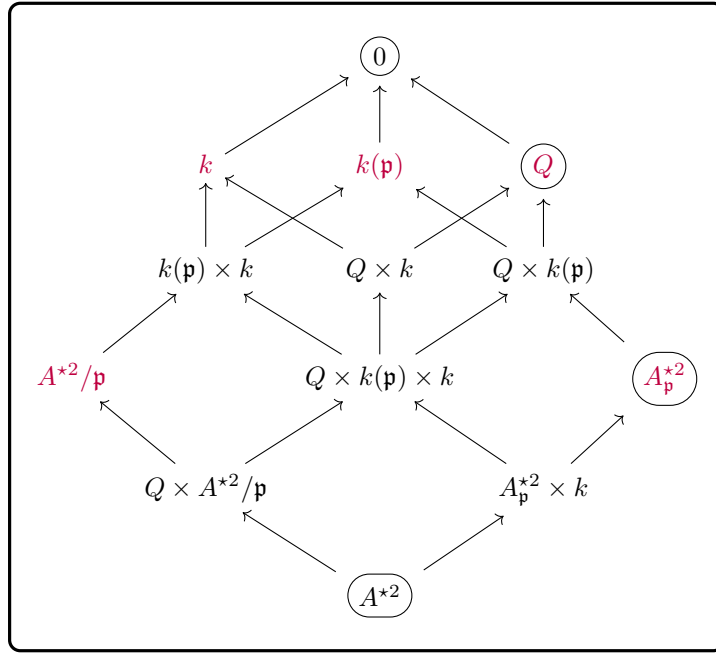 0
k k(𝔭) Q
k(𝔭) × k Q × k Q × k(𝔭)
A^{⋆2}/𝔭 Q × k(𝔭) × k A_𝔭^{⋆2}
Q × A^{⋆2}/𝔭 A_𝔭^{⋆2} × k
A^{⋆2}